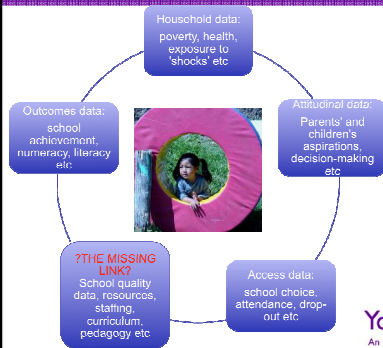 Household data:
poverty, health,
exposure to
'shocks' etc
Attitudinal data:
Parents' and
children's
aspirations,
decision-making
etc
Access data:
school choice,
attendance, drop-
out etc
?THE MISSING
LINK?
School quality
data, resources,
staffing,
curriculum,
pedagogy etc
Outcomes data:
school
achievement,
numeracy, literacy
etc
Yo
An